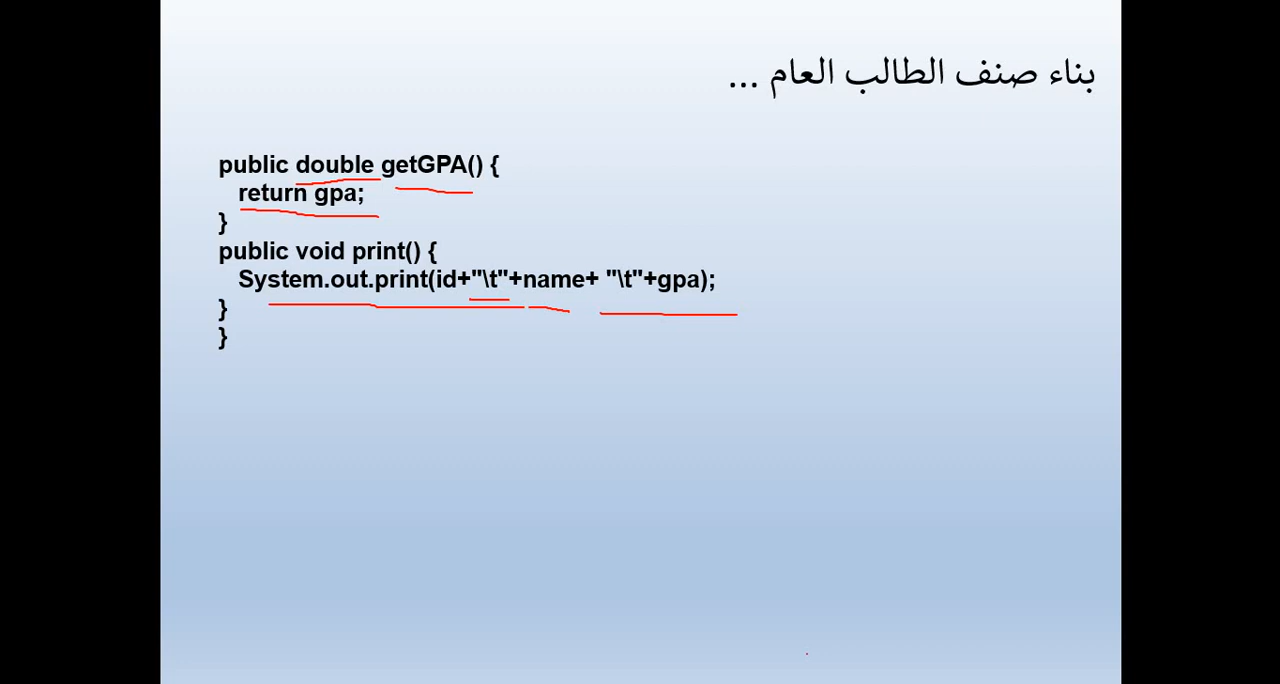 بناء صنف الطالب العام ...
public double getGPA() {
return gpa;
}
public void print() {
System.out.print(id+"\t"+name+ "\t"+gpa);
}
}